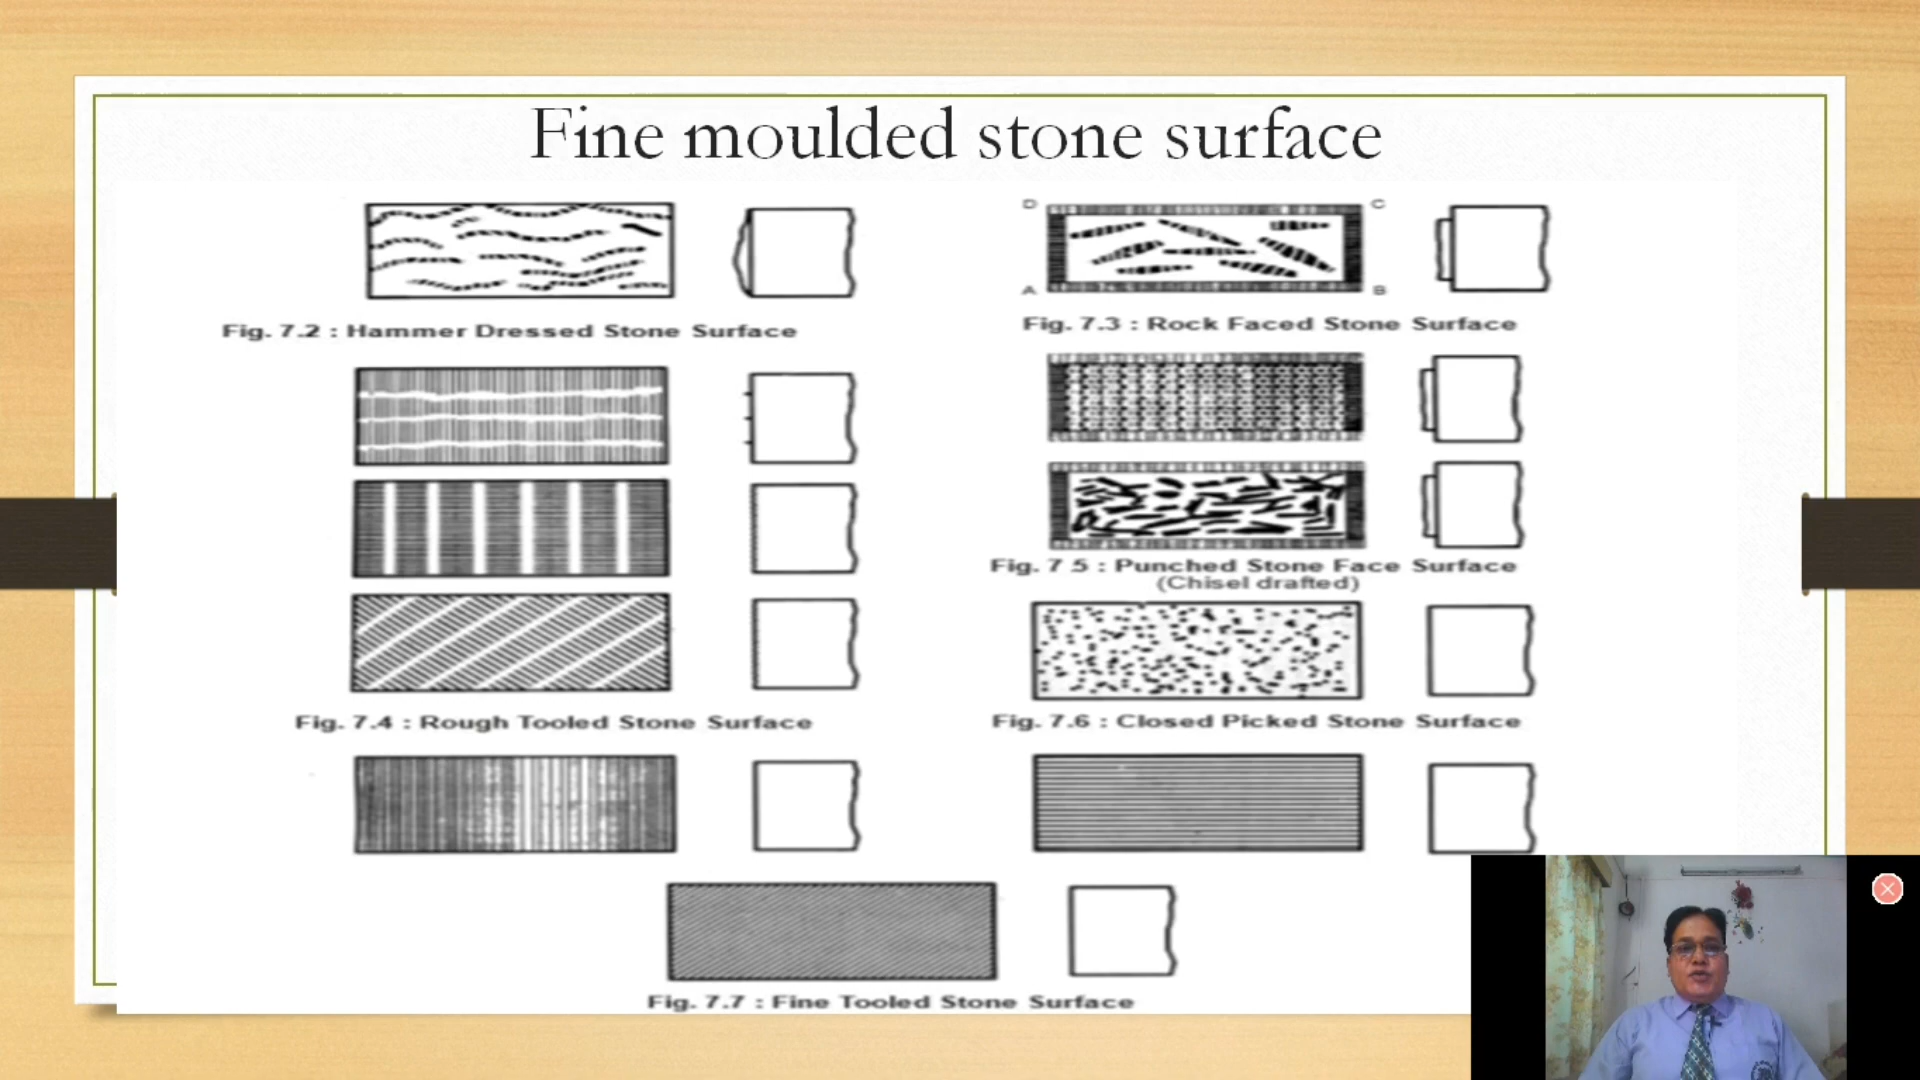 Fine moulded stone surface
D C
A B
Fig. 7.2 : Hammer Dressed Stone Surface
Fig. 7.3 : Rock Faced Stone Surface
Fig. 7 5 : Punched Stone Face Surface
(Chisel drafted)
Fig. 7.4 : Rough Tooled Stone Surface
Fig. 7.6 : Closed Picked Stone Surface
Fig. 7.7 : Fine Tooled Stone Surface